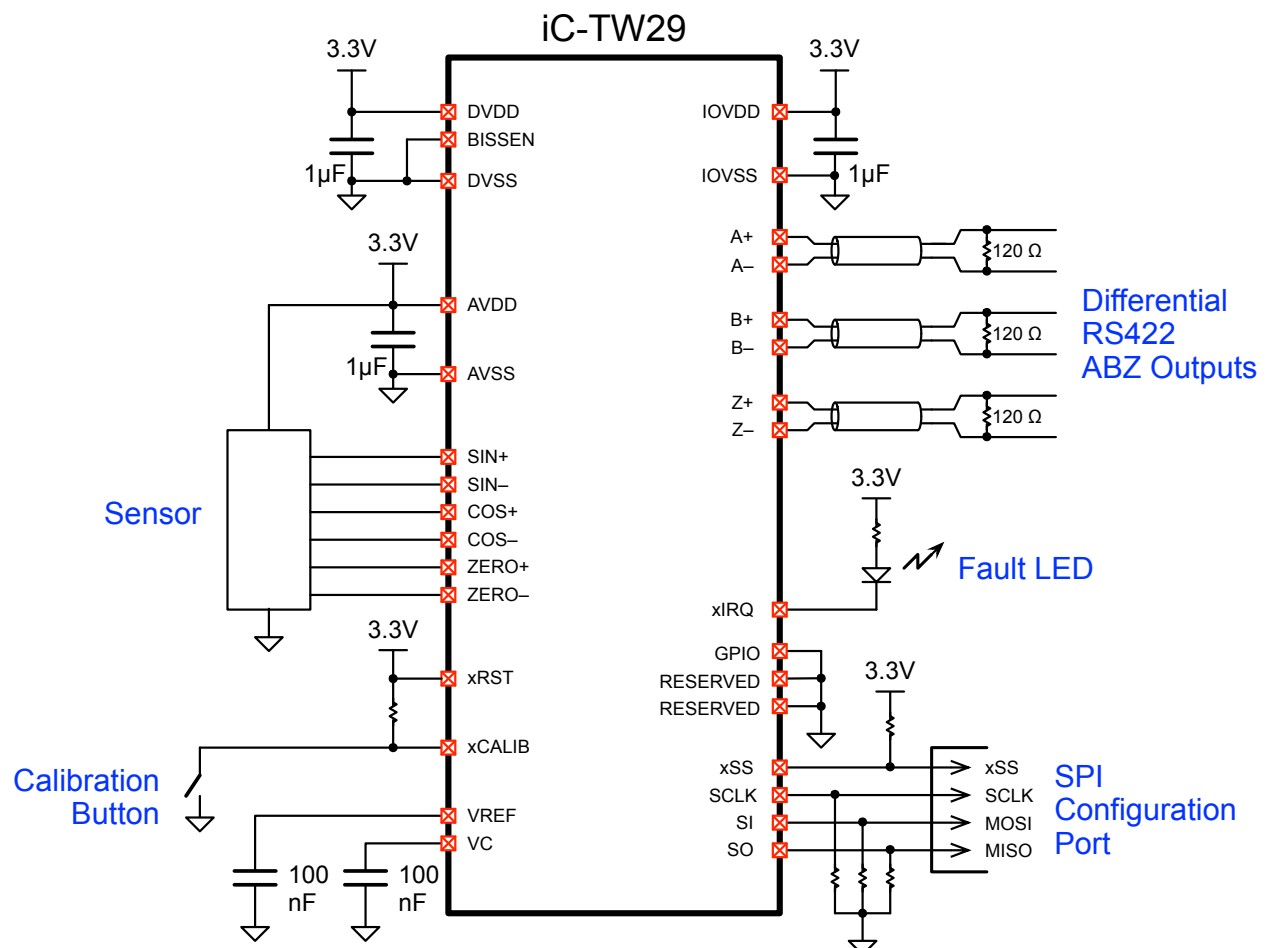 iC-TW29
3.3V
DVDD
BISSEN
1µF
DVSS
3.3V
AVDD
1µF
AVSS
SIN+
SIN–
COS+
COS–
ZERO+
ZERO–
Sensor
3.3V
xRST
xCALIB
Calibration
Button
VREF
VC
100
nF
100
nF
3.3V
IOVDD
IOVSS
1µF
A+
A–
120 Ω
B+
B–
120 Ω
Z+
Z–
120 Ω
Differential
RS422
ABZ Outputs
3.3V
Fault LED
xIRQ
GPIO
RESERVED
RESERVED
3.3V
xSS
SCLK
SI
SO
xSS
SCLK
MOSI
MISO
SPI
Configuration
Port